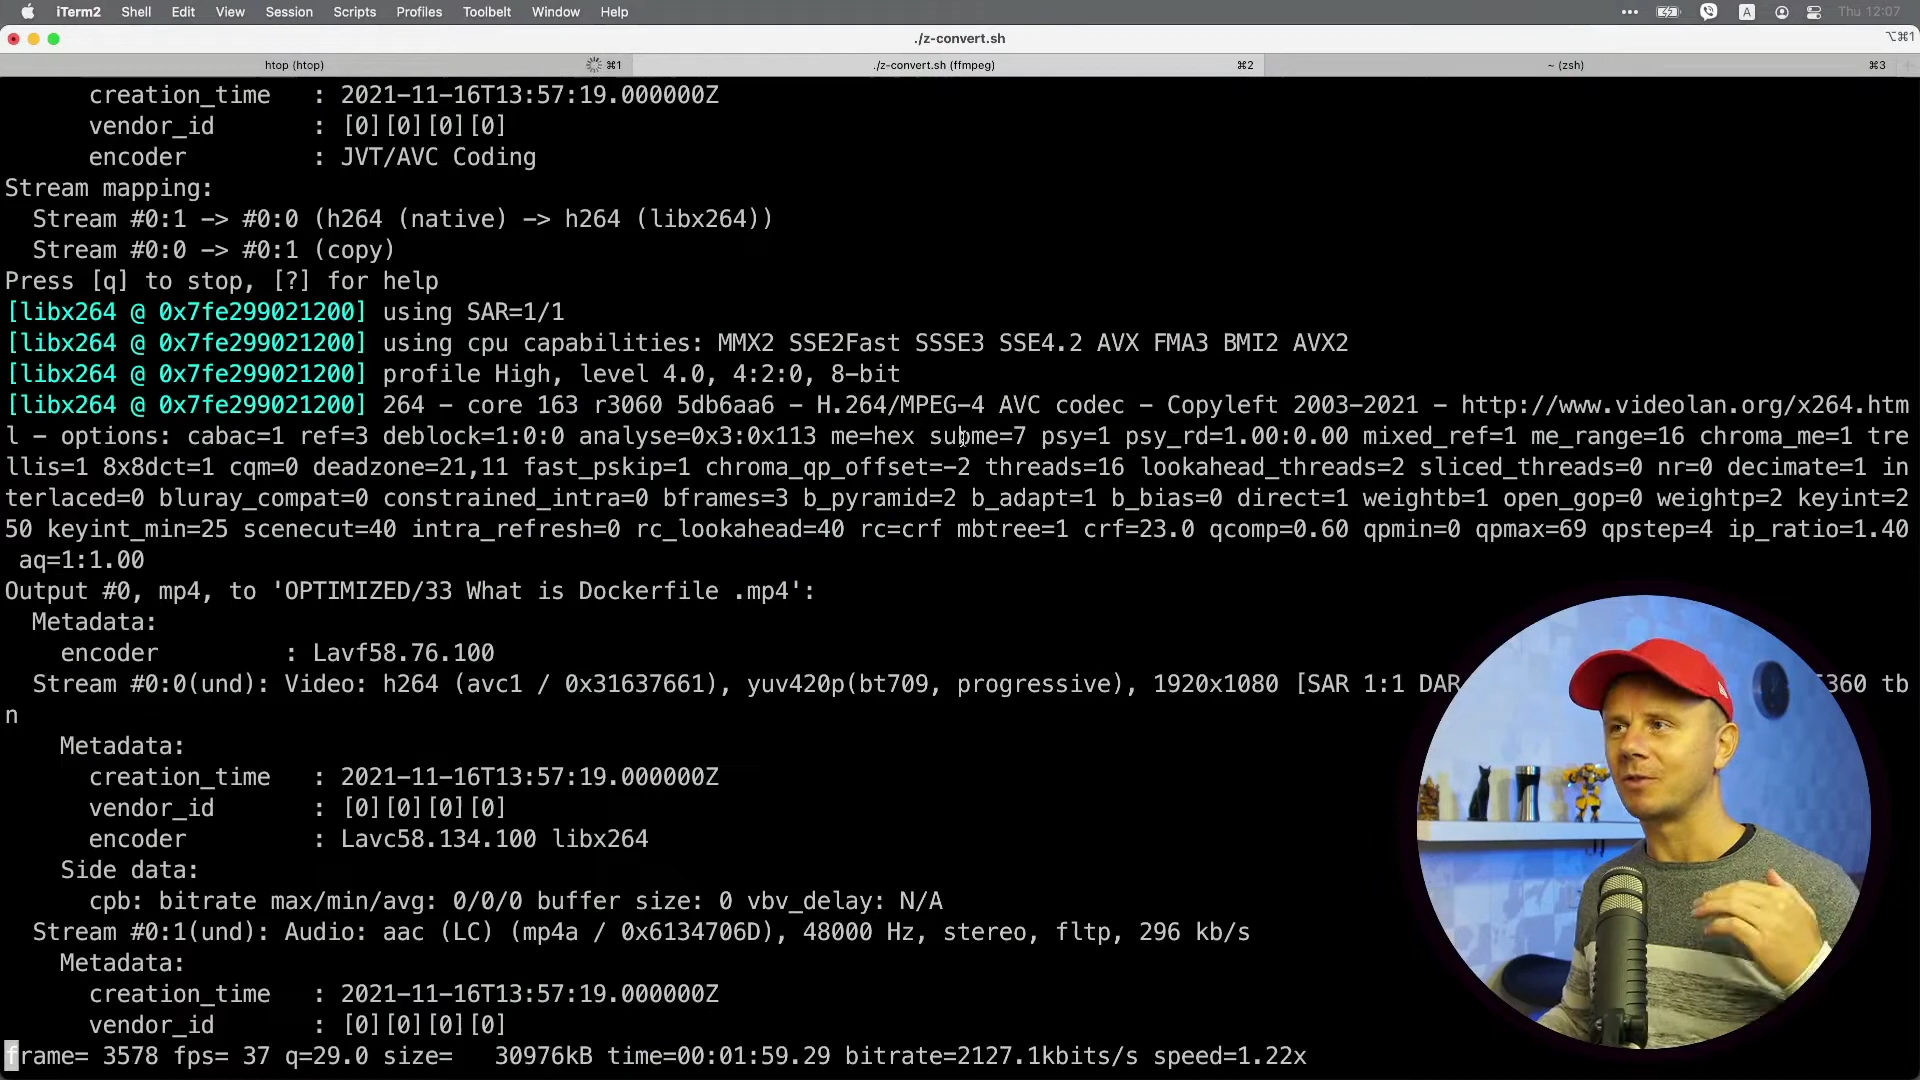 iTerm2 Shell Edit View Session Scripts Profiles Toolbelt Window Help A Thu 12:07
./z-convert.sh ⌥⌘1
htop (htop) ⌘1 ./z-convert.sh (ffmpeg) ⌘2 ~ (zsh) ⌘3
creation_time : 2021-11-16T13:57:19.000000Z
vendor_id : [0][0][0][0]
encoder : JVT/AVC Coding
Stream mapping:
Stream #0:1 -> #0:0 (h264 (native) -> h264 (libx264))
Stream #0:0 -> #0:1 (copy)
Press [q] to stop, [?] for help
[libx264 @ 0x7fe299021200] using SAR=1/1
[libx264 @ 0x7fe299021200] using cpu capabilities: MMX2 SSE2Fast SSSE3 SSE4.2 AVX FMA3 BMI2 AVX2
[libx264 @ 0x7fe299021200] profile High, level 4.0, 4:2:0, 8-bit
[libx264 @ 0x7fe299021200] 264 - core 163 r3060 5db6aa6 - H.264/MPEG-4 AVC codec - Copyleft 2003-2021 - http://www.videolan.org/x264.htm
l - options: cabac=1 ref=3 deblock=1:0:0 analyse=0x3:0x113 me=hex subme=7 psy=1 psy_rd=1.00:0.00 mixed_ref=1 me_range=16 chroma_me=1 tre
llis=1 8x8dct=1 cqm=0 deadzone=21,11 fast_pskip=1 chroma_qp_offset=-2 threads=16 lookahead_threads=2 sliced_threads=0 nr=0 decimate=1 in
terlaced=0 bluray_compat=0 constrained_intra=0 bframes=3 b_pyramid=2 b_adapt=1 b_bias=0 direct=1 weightb=1 open_gop=0 weightp=2 keyint=2
50 keyint_min=25 scenecut=40 intra_refresh=0 rc_lookahead=40 rc=crf mbtree=1 crf=23.0 qcomp=0.60 qpmin=0 qpmax=69 qpstep=4 ip_ratio=1.40
aq=1:1.00
Output #0, mp4, to 'OPTIMIZED/33 What is Dockerfile .mp4':
Metadata:
encoder : Lavf58.76.100
Stream #0:0(und): Video: h264 (avc1 / 0x31637661), yuv420p(bt709, progressive), 1920x1080 [SAR 1:1 DAR 360 tb
n
Metadata:
creation_time : 2021-11-16T13:57:19.000000Z
vendor_id : [0][0][0][0]
encoder : Lavc58.134.100 libx264
Side data:
cpb: bitrate max/min/avg: 0/0/0 buffer size: 0 vbv_delay: N/A
Stream #0:1(und): Audio: aac (LC) (mp4a / 0x6134706D), 48000 Hz, stereo, fltp, 296 kb/s
Metadata:
creation_time : 2021-11-16T13:57:19.000000Z
vendor_id : [0][0][0][0]
frame= 3578 fps= 37 q=29.0 size= 30976kB time=00:01:59.29 bitrate=2127.1kbits/s speed=1.22x